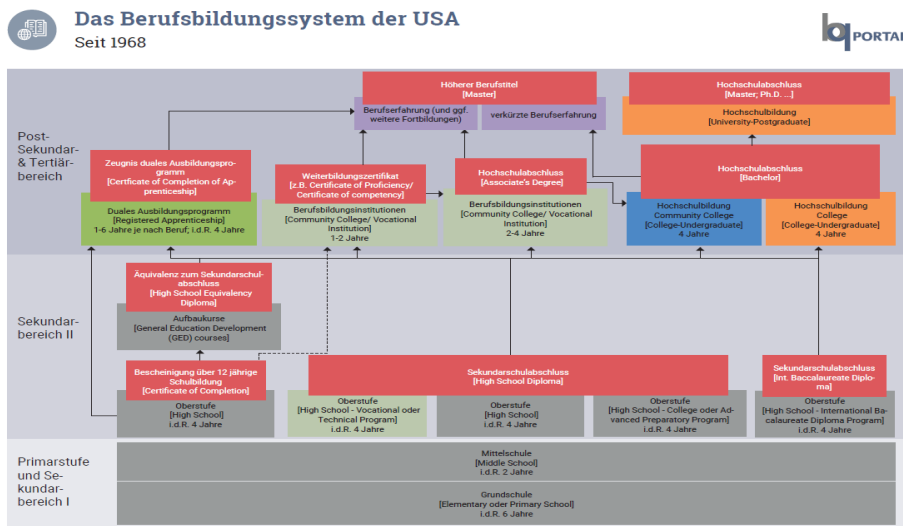 Das Berufsbildungssystem der USA
Seit 1968
bq PORTAL
Post-
Sekundar-
& Tertiär-
bereich
Höherer Berufstitel
[Master]
Berufserfahrung (und ggf.
weitere Fortbildungen)
verkürzte Berufserfahrung
Hochschulabschluss
[Master; Ph.D. ...]
Hochschulbildung
[University-Postgraduate]
Zeugnis duales Ausbildungspro-
gramm
[Certficate of Completion of Ap-
prenticeship]
Duales Ausbildungsprogramm
[Registered Apprenticeship]
1-6 Jahre je nach Beruf; i.d.R. 4 Jahre
Weiterbildungszertifikat
[z.B. Certificate of Proficiency/
Certificate of competency]
Berufsbildungsinstitutionen
[Community College/ Vocational
Institution]
1-2 Jahre
Hochschulabschluss
[Associate's Degree]
Berufsbildungsinstitutionen
[Community College/ Vocational
Institution]
2-4 Jahre
Hochschulabschluss
[Bachelor]
Hochschulbildung
Community College
[College-Undergraduate]
4 Jahre
Hochschulbildung
College
[College-Undergraduate]
4 Jahre
Sekundar-
bereich II
Äquivalenz zum Sekundarschul-
abschluss
[High School Equivalency
Diploma]
Aufbaukurse
[General Education Development
(GED) courses]
Bescheinigung über 12 jährige
Schulbildung
[Certificate of Completion]
Oberstufe
[High School]
i.d.R. 4 Jahre
Sekundarschulabschluss
[High School Diploma]
Oberstufe
[High School - Vocational oder
Technical Program]
i.d.R. 4 Jahre
Oberstufe
[High School]
i.d.R. 4 Jahre
Oberstufe
[High School - College oder Ad-
vanced Preparatory Program]
i.d.R. 4 Jahre
Sekundarschulabschluss
[Int. Baccalaureate Diplo-
ma]
Oberstufe
[High School - International Ba-
calaureate Diploma Program]
i.d.R. 4 Jahre
Primarstufe
und Se-
kundar-
bereich I
Mittelschule
[Middle School]
i.d.R. 2 Jahre
Grundschule
[Elementary oder Primary School]
i.d.R. 6 Jahre